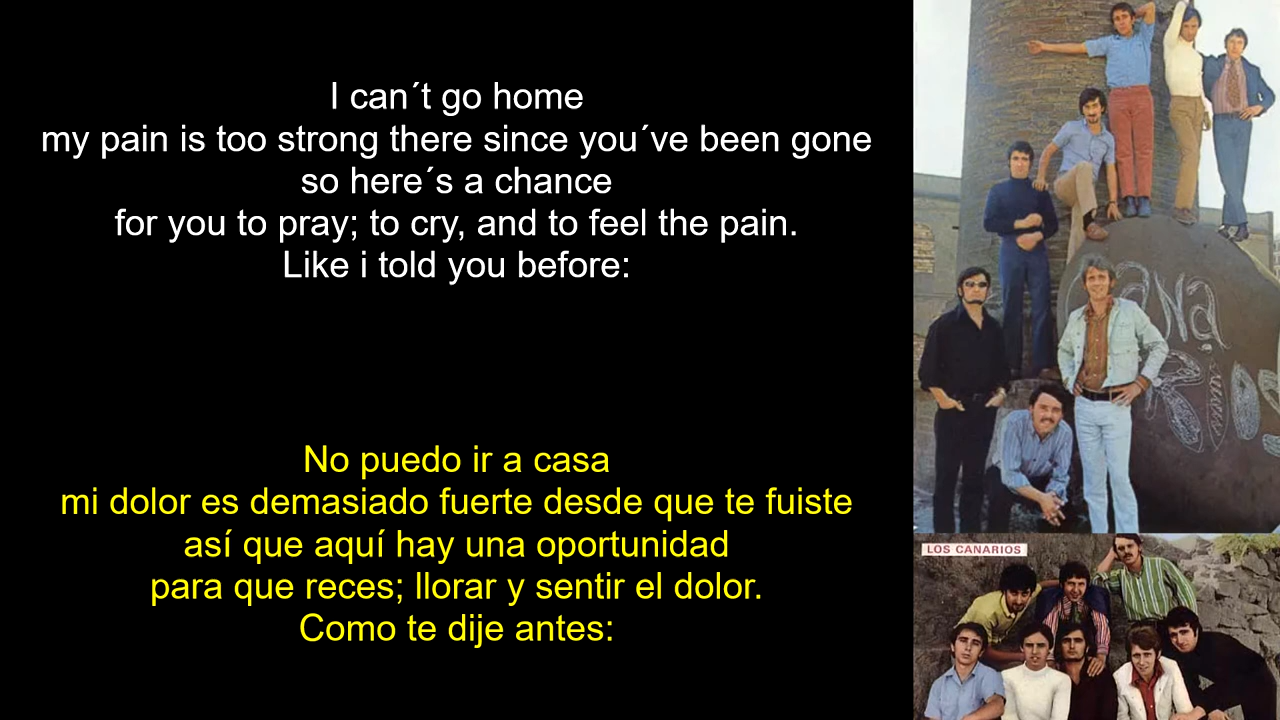 I can´t go home
my pain is too strong there since you´ve been gone
so here´s a chance
for you to pray; to cry, and to feel the pain.
Like i told you before:
No puedo ir a casa
mi dolor es demasiado fuerte desde que te fuiste
así que aquí hay una oportunidad
para que reces; llorar y sentir el dolor.
Como te dije antes:
LOS CANARIOS